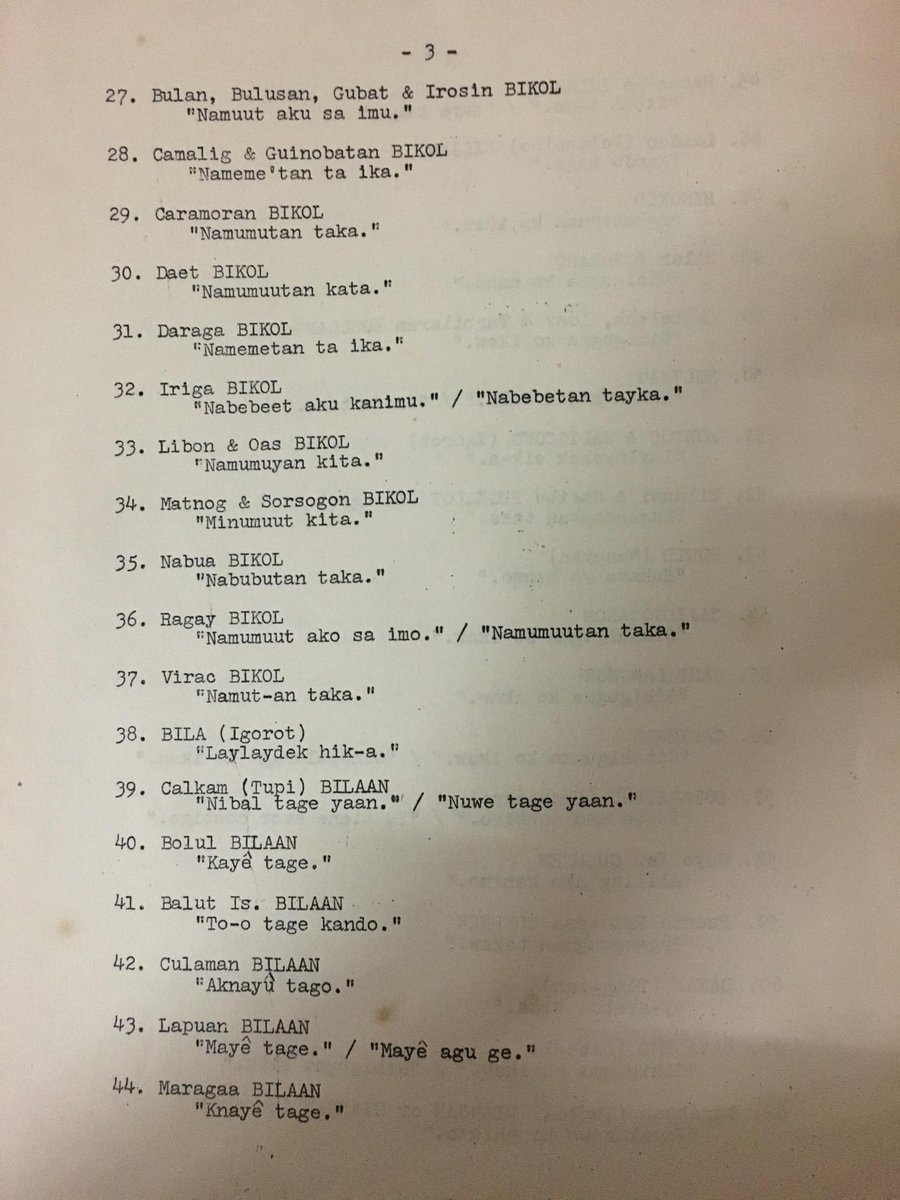 - 3 -
27. Bulan, Bulusan, Gubat & Irosin BIKOL
"Namuut aku sa imu."
28. Camalig & Guinobatan BIKOL
"Nameme'tan ta ika."
29. Caramoran BIKOL
"Namumutan taka."
30. Daet BIKOL
"Namumuutan kata."
31. Daraga BIKOL
"Namemetan ta ika."
32. Iriga BIKOL
"Nabebeet aku kanimu." / "Nabebetan tayka."
33. Libon & Oas BIKOL
"Namumuyan kita."
34. Matnog & Sorsogon BIKOL
"Minumuut kita."
35. Nabua BIKOL
"Nabubutan taka."
36. Ragay BIKOL
"Namumuut ako sa imo." / "Namumuutan taka."
37. Virac BIKOL
"Namut-an taka."
38. BILA (Igorot)
"Laylaydek hik-a."
39. Calkam (Tupi) BILAAN
"Nibal tage yaan." / "Nuwe tage yaan."
40. Bolul BILAAN
"Kayê tage."
41. Balut Is. BILAAN
"To-o tage kando."
42. Culaman BILAAN
"Aknayû tago."
43. Lapuan BILAAN
"Mayê tage." / "Mayê agu ge."
44. Maragaa BILAAN
"Knayê tage."